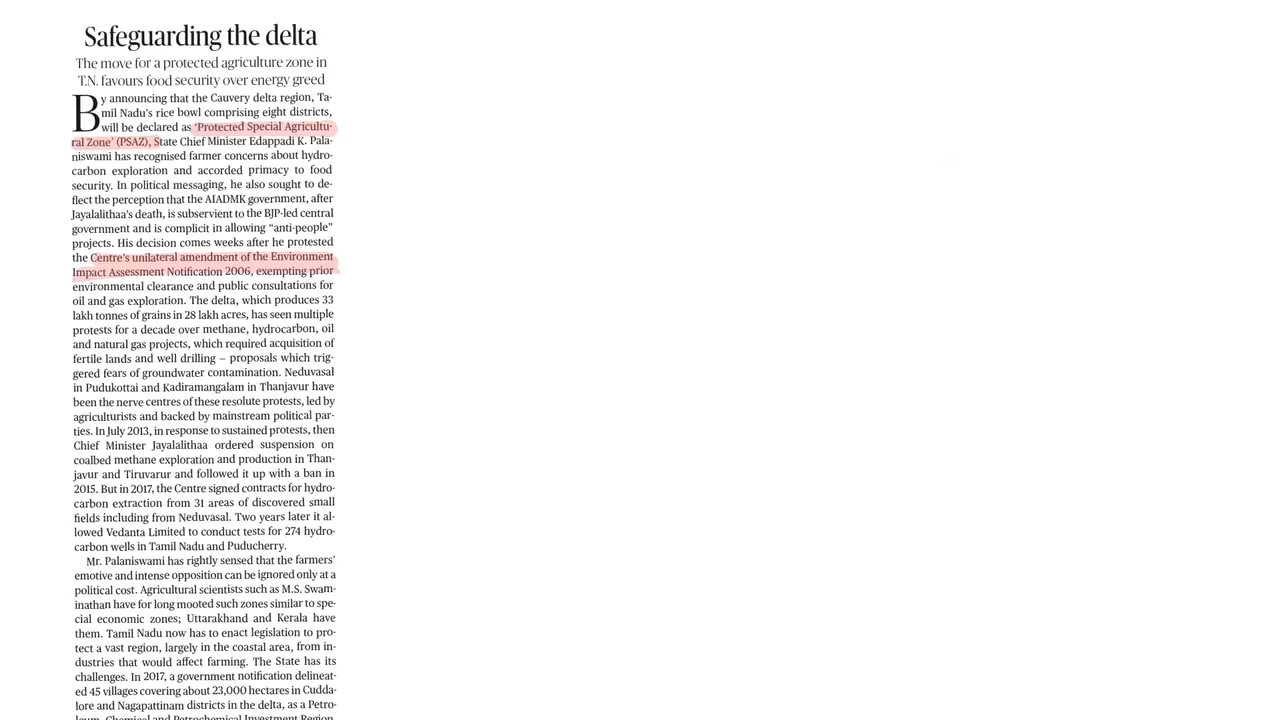 Safeguarding the delta
The move for a protected agriculture zone in
T.N. favours food security over energy greed
By announcing that the Cauvery delta region, Ta-
mil Nadu's rice bowl comprising eight districts,
will be declared as 'Protected Special Agricultu-
ral Zone' (PSAZ), State Chief Minister Edappadi K. Pala-
niswami has recognised farmer concerns about hydro-
carbon exploration and accorded primacy to food
security. In political messaging, he also sought to de-
flect the perception that the AIADMK government, after
Jayalalithaa's death, is subservient to the BJP-led central
government and is complicit in allowing “anti-people”
projects. His decision comes weeks after he protested
the Centre's unilateral amendment of the Environment
Impact Assessment Notification 2006, exempting prior
environmental clearance and public consultations for
oil and gas exploration. The delta, which produces 33
lakh tonnes of grains in 28 lakh acres, has seen multiple
protests for a decade over methane, hydrocarbon, oil
and natural gas projects, which required acquisition of
fertile lands and well drilling – proposals which trig-
gered fears of groundwater contamination. Neduvasal
in Pudukottai and Kadiramangalam in Thanjavur have
been the nerve centres of these resolute protests, led by
agriculturists and backed by mainstream political par-
ties. In July 2013, in response to sustained protests, then
Chief Minister Jayalalithaa ordered suspension on
coalbed methane exploration and production in Than-
javur and Tiruvarur and followed it up with a ban in
2015. But in 2017, the Centre signed contracts for hydro-
carbon extraction from 31 areas of discovered small
fields including from Neduvasal. Two years later it al-
lowed Vedanta Limited to conduct tests for 274 hydro-
carbon wells in Tamil Nadu and Puducherry.
Mr. Palaniswami has rightly sensed that the farmers'
emotive and intense opposition can be ignored only at a
political cost. Agricultural scientists such as M.S. Swam-
inathan have for long mooted such zones similar to spe-
cial economic zones; Uttarakhand and Kerala have
them. Tamil Nadu now has to enact legislation to pro-
tect a vast region, largely in the coastal area, from in-
dustries that would affect farming. The State has its
challenges. In 2017, a government notification delineat-
ed 45 villages covering about 23,000 hectares in Cudda-
lore and Nagapattinam districts in the delta, as a Petro-
leum, Chemical and Petrochemical Investment Region